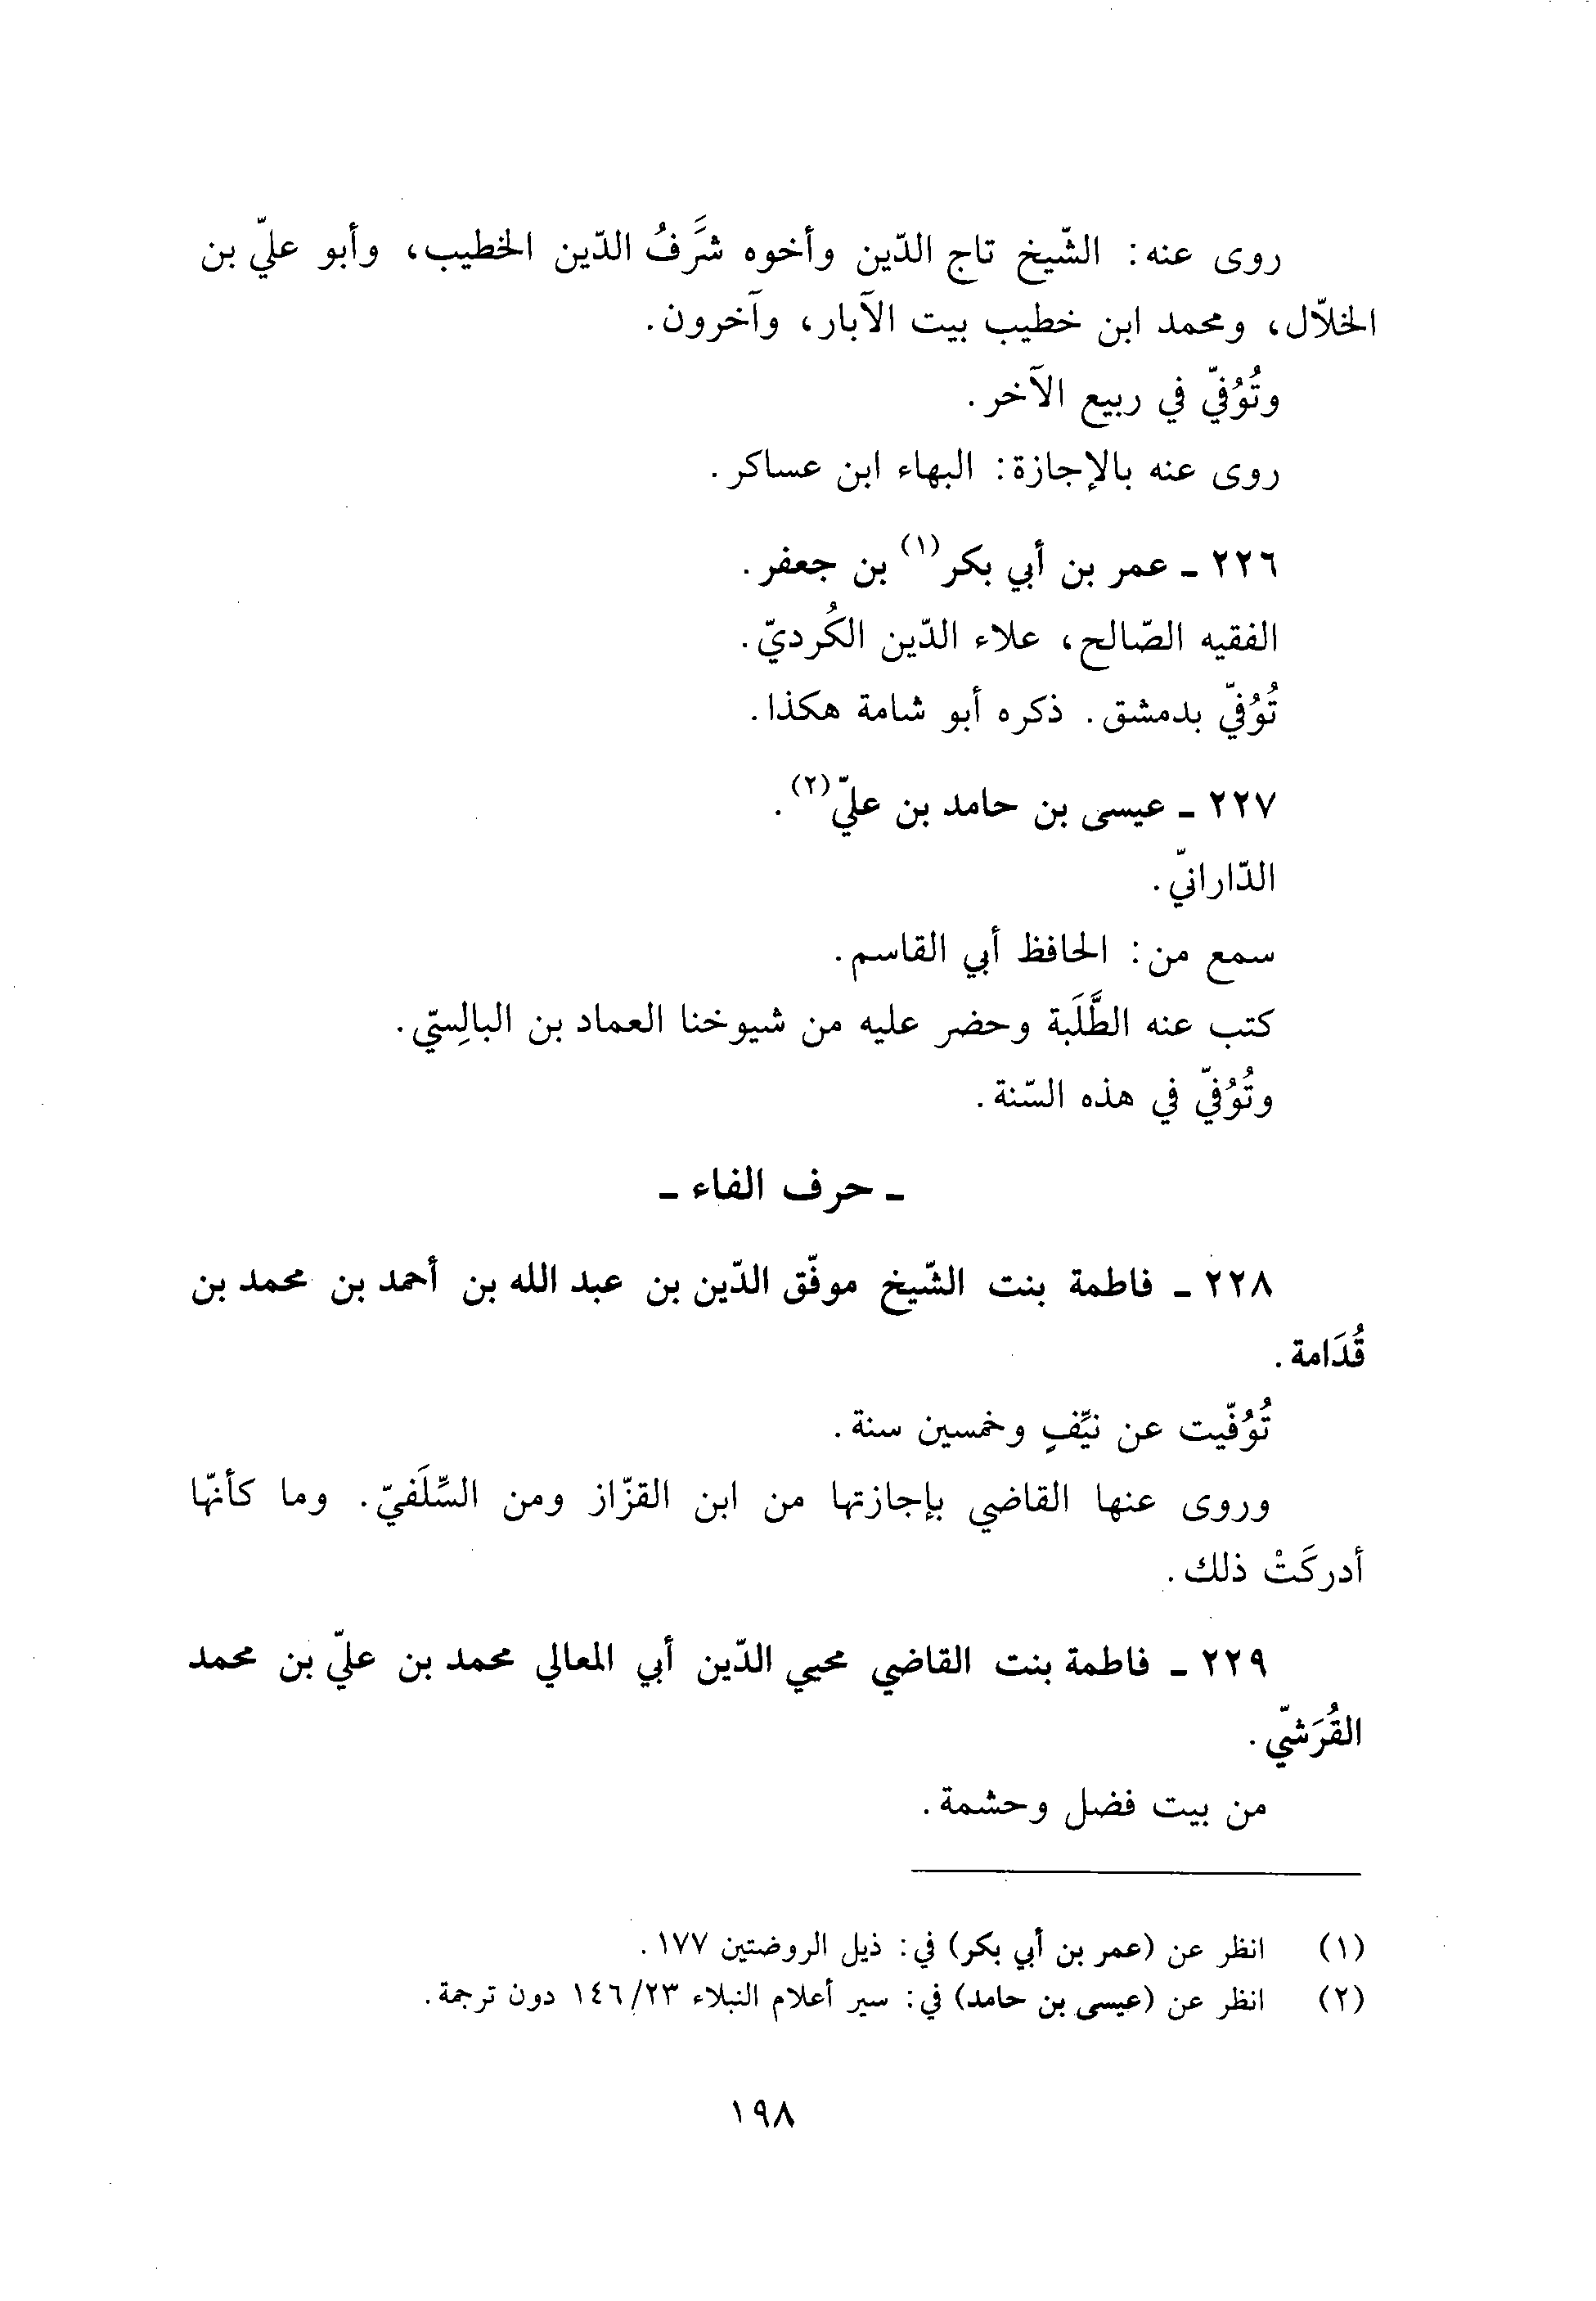 روى عنه: الشّيخ تاج الدّين وأخوه شَرَفُ الدّين الخطيب، وأبو عليّ بن
الخلّال، ومحمد ابن خطيب بيت الآبار، وآخرون.
وتُوُفيّ في ربيع الآخر.
روى عنه بالإجازة: البهاء ابن عساكر.
٢٢٦ ـ عمر بن أبي بكر(١) بن جعفر.
الفقيه الصّالح، علاء الدّين الكُرديّ.
تُوُفيّ بدمشق. ذكره أبو شامة هكذا.
٢٢٧ ـ عيسى بن حامد بن عليّ(٢).
الدّارانيّ.
سمع من: الحافظ أبي القاسم.
كتب عنه الطَّلَبة وحضر عليه من شيوخنا العماد بن البالِسيّ.
وتُوُفيّ في هذه السّنة.
ـ حرف الفاء ـ
٢٢٨ ـ فاطمة بنت الشّيخ موفّق الدّين بن عبد الله بن أحمد بن محمد بن
قُدَامة.
تُوُفّيت عن نيِّفٍ وخمسين سنة.
وروى عنها القاضي بإجازتها من ابن القزّاز ومن السِّلَفيّ. وما كأنّها
أدركَتْ ذلك.
٢٢٩ ـ فاطمة بنت القاضي محيي الدّين أبي المعالي محمد بن عليّ بن محمد
القُرَشيّ.
من بيت فضل وحشمة.
(١) انظر عن (عمر بن أبي بكر) في: ذيل الروضتين ١٧٧.
(٢) انظر عن (عيسى بن حامد) في: سير أعلام النبلاء ١٤٦/٢٣ دون ترجمة.
١٩٨